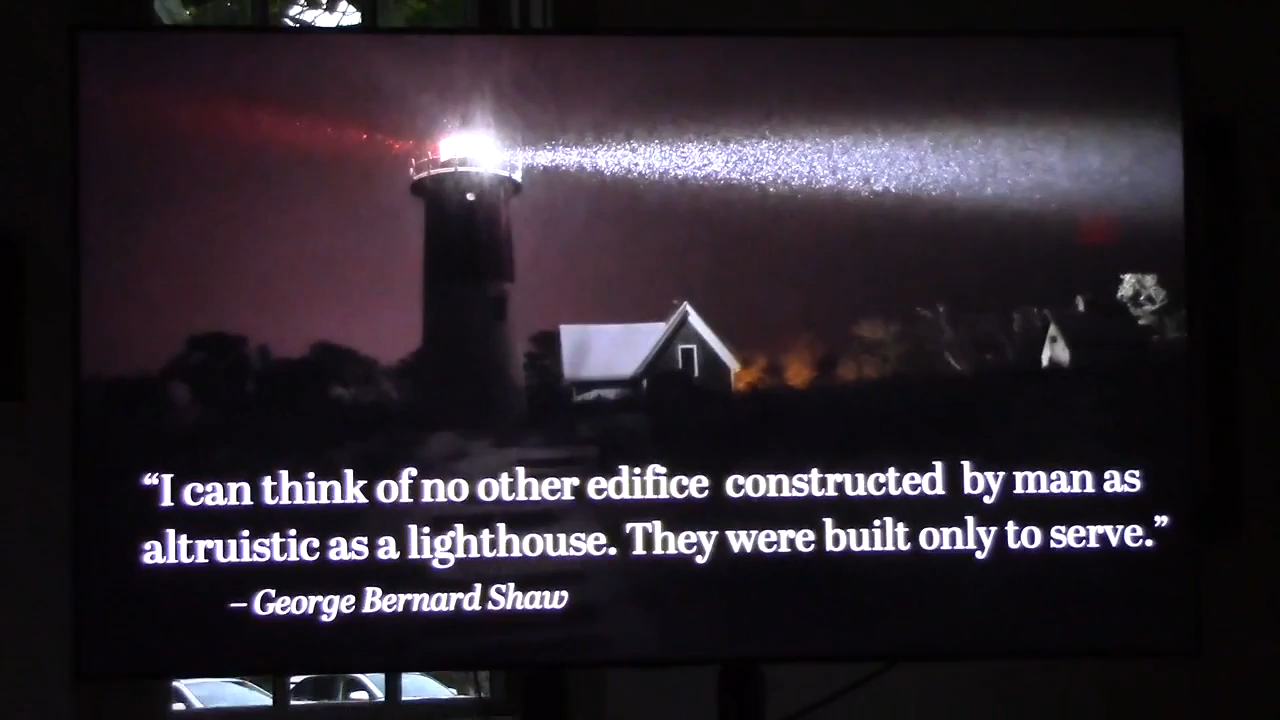 “I can think of no other edifice constructed by man as
altruistic as a lighthouse. They were built only to serve.”
– George Bernard Shaw